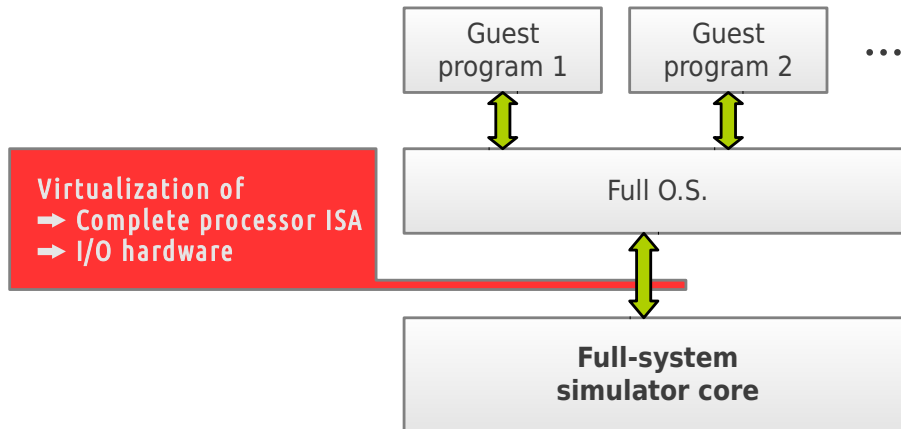 Guest
program 1
Guest
program 2
...
Virtualization of
➡ Complete processor ISA
➡ I/O hardware
Full O.S.
Full-system
simulator core